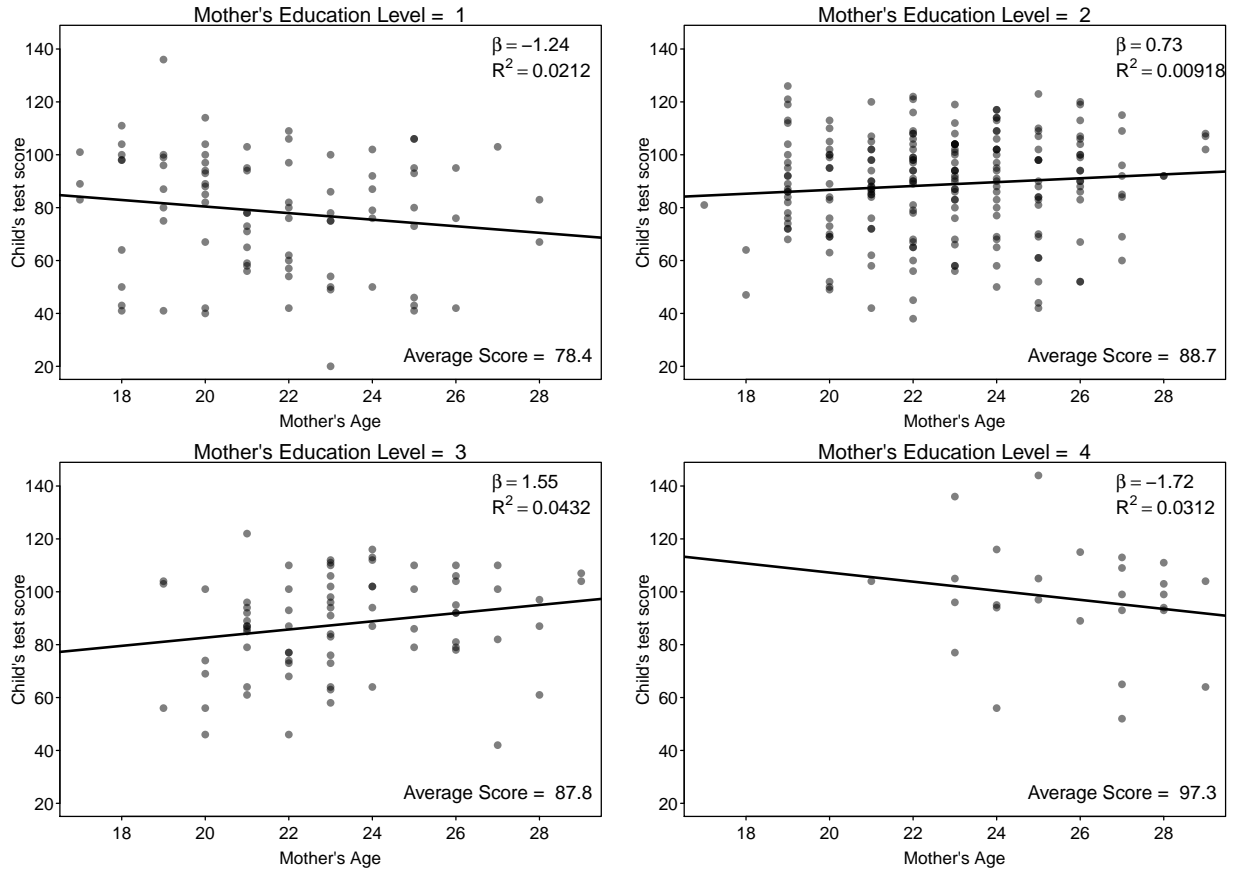 Mother's Education Level = 1
β = −1.24
R² = 0.0212
140
120
100
80
60
40
20
Child's test score
Average Score = 78.4
18 20 22 24 26 28
Mother's Age
Mother's Education Level = 2
β = 0.73
R² = 0.00918
140
120
100
80
60
40
20
Child's test score
Average Score = 88.7
18 20 22 24 26 28
Mother's Age
Mother's Education Level = 3
β = 1.55
R² = 0.0432
140
120
100
80
60
40
20
Child's test score
Average Score = 87.8
18 20 22 24 26 28
Mother's Age
Mother's Education Level = 4
β = −1.72
R² = 0.0312
140
120
100
80
60
40
20
Child's test score
Average Score = 97.3
18 20 22 24 26 28
Mother's Age